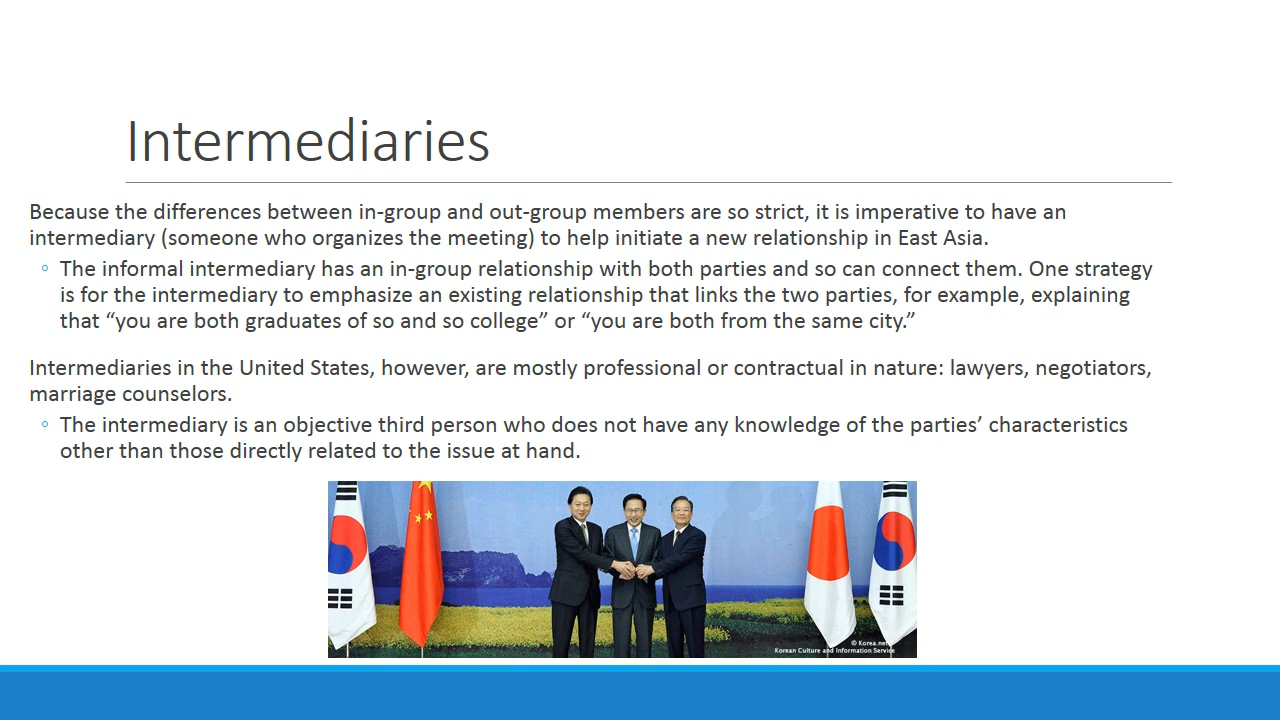 Intermediaries
Because the differences between in-group and out-group members are so strict, it is imperative to have an
intermediary (someone who organizes the meeting) to help initiate a new relationship in East Asia.
◦ The informal intermediary has an in-group relationship with both parties and so can connect them. One strategy
is for the intermediary to emphasize an existing relationship that links the two parties, for example, explaining
that “you are both graduates of so and so college” or “you are both from the same city.”
Intermediaries in the United States, however, are mostly professional or contractual in nature: lawyers, negotiators,
marriage counselors.
◦ The intermediary is an objective third person who does not have any knowledge of the parties’ characteristics
other than those directly related to the issue at hand.
© Korea.net
Korean Culture and Information Service